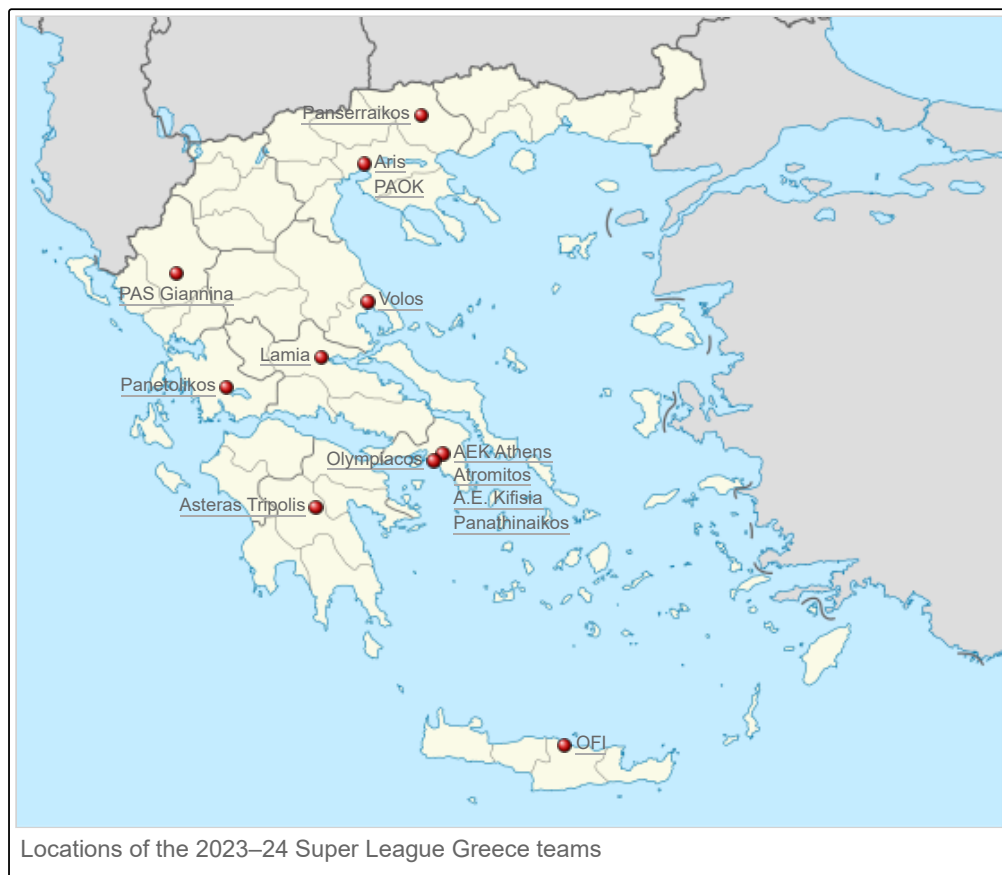 Panserraikos
Aris
PAOK
PAS Giannina
Volos
Lamia
Panetolikos
AEK Athens
Olympiacos
Atromitos
A.E. Kifisia
Asteras Tripolis
Panathinaikos
OFI
Locations of the 2023–24 Super League Greece teams